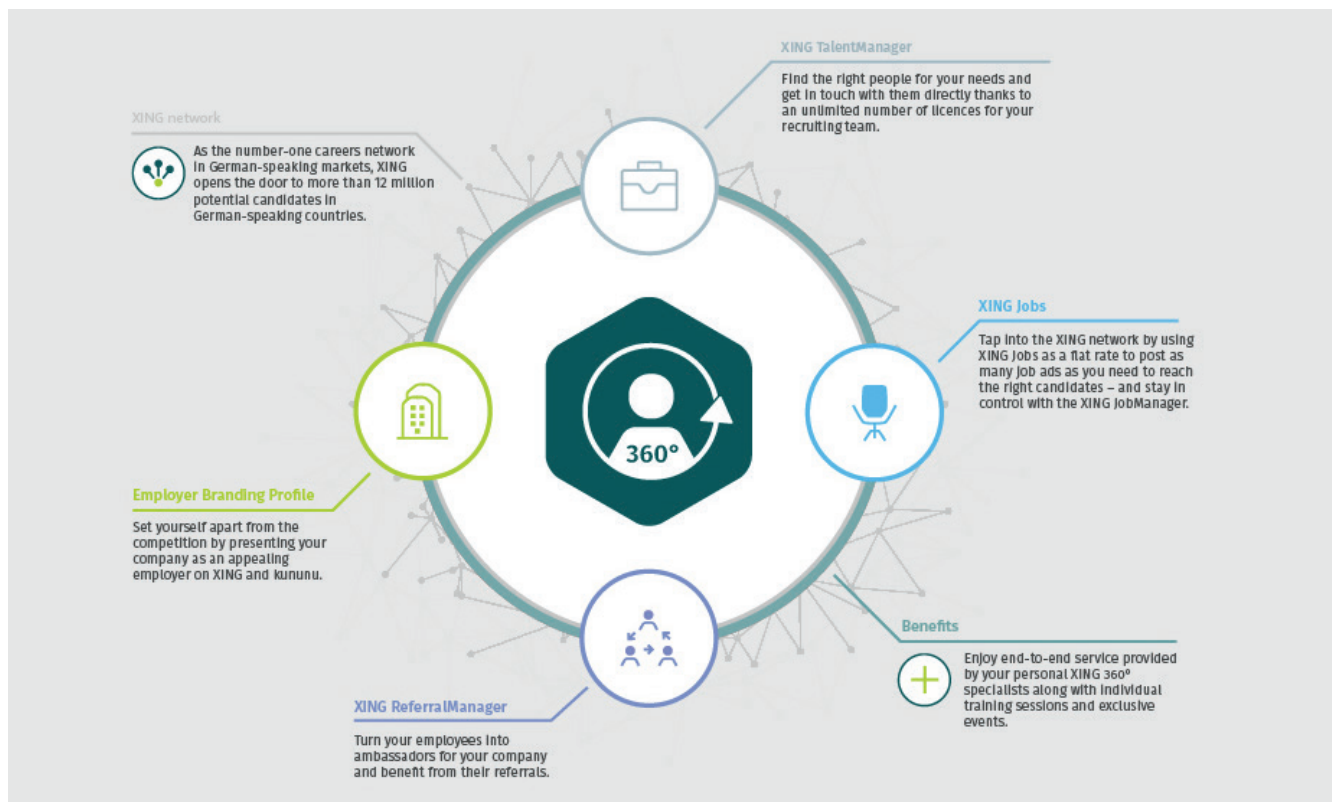 XING TalentManager
Find the right people for your needs and
get in touch with them directly thanks to
an unlimited number of licences for your
recruiting team.
XING network
As the number-one careers network
in German-speaking markets, XING
opens the door to more than 12 million
potential candidates in
German-speaking countries.
XING Jobs
Tap into the XING network by using
XING Jobs as a flat rate to post as
many job ads as you need to reach
the right candidates – and stay in
control with the XING JobManager.
360°
Employer Branding Profile
Set yourself apart from the
competition by presenting your
company as an appealing
employer on XING and kununu.
Benefits
Enjoy end-to-end service provided
by your personal XING 360°
specialists along with individual
training sessions and exclusive
events.
XING ReferralManager
Turn your employees into
ambassadors for your company
and benefit from their referrals.